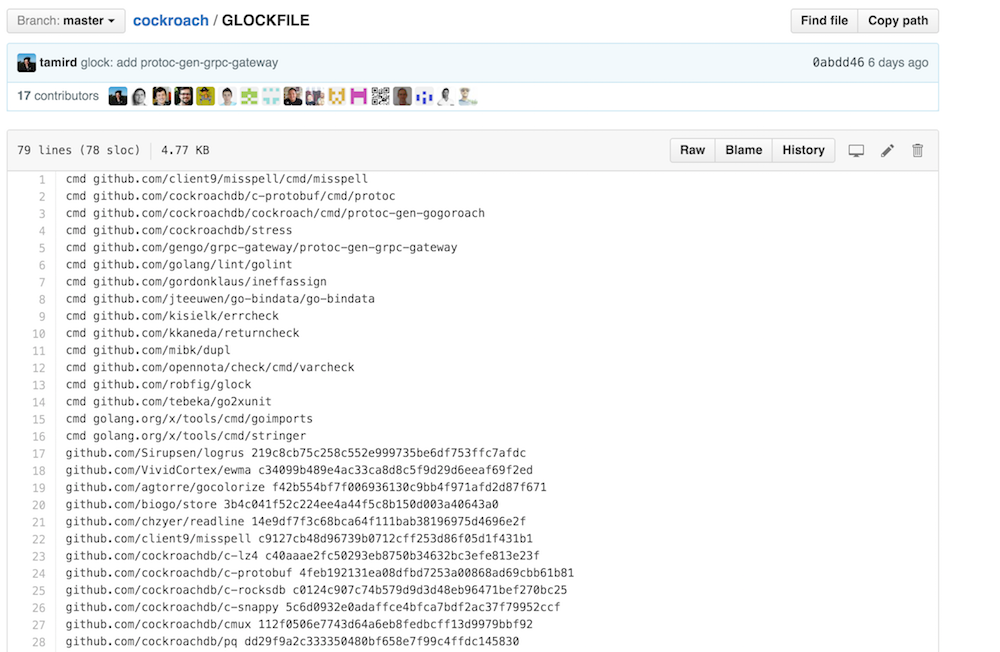 Branch: master
cockroach / GLOCKFILE
Find file
Copy path
tamird glock: add protoc-gen-grpc-gateway
0abdd46 6 days ago
17 contributors
79 lines (78 sloc)
4.77 KB
Raw
Blame
History
1 cmd github.com/client9/misspell/cmd/misspell
2 cmd github.com/cockroachdb/c-protobuf/cmd/protoc
3 cmd github.com/cockroachdb/cockroach/cmd/protoc-gen-gogoroach
4 cmd github.com/cockroachdb/stress
5 cmd github.com/gengo/grpc-gateway/protoc-gen-grpc-gateway
6 cmd github.com/golang/lint/golint
7 cmd github.com/gordonklaus/ineffassign
8 cmd github.com/jteeuwen/go-bindata/go-bindata
9 cmd github.com/kisielk/errcheck
10 cmd github.com/kkaneda/returncheck
11 cmd github.com/mibk/dupl
12 cmd github.com/opennota/check/cmd/varcheck
13 cmd github.com/robfig/glock
14 cmd github.com/tebeka/go2xunit
15 cmd golang.org/x/tools/cmd/goimports
16 cmd golang.org/x/tools/cmd/stringer
17 github.com/Sirupsen/logrus 219c8cb75c258c552e999735be6df753ffc7afdc
18 github.com/VividCortex/ewma c34099b489e4ac33ca8d8c5f9d29d6eeaf69f2ed
19 github.com/agtorre/gocolorize f42b554bf7f006936130c9bb4f971afd2d87f671
20 github.com/biogo/store 3b4c041f52c224ee4a44f5c8b150d003a40643a0
21 github.com/chzyer/readline 14e9df7f3c68bca64f111bab38196975d4696e2f
22 github.com/client9/misspell c9127cb48d96739b0712cff253d86f05d1f431b1
23 github.com/cockroachdb/c-lz4 c40aaae2fc50293eb8750b34632bc3efe813e23f
24 github.com/cockroachdb/c-protobuf 4feb192131ea08dfbd7253a00868ad69cbb61b81
25 github.com/cockroachdb/c-rocksdb c0124c907c74b579d9d3d48eb96471bef270bc25
26 github.com/cockroachdb/c-snappy 5c6d0932e0adaffce4bfca7bdf2ac37f79952ccf
27 github.com/cockroachdb/cmux 112f0506e7743d64a6eb8fedbcff13d9979bbf92
28 github.com/cockroachdb/pq dd29f9a2c333350480bf658e7f99c4ffdc145830